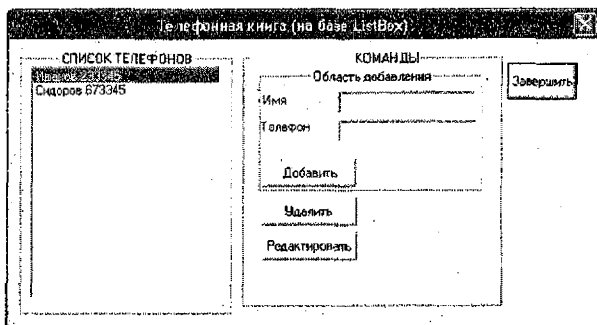 Телефонная книга (на базе ListBox)
СПИСОК ТЕЛЕФОНОВ
Сидоров 673345
КОМАНДЫ
Область добавления
Имя
Телефон
Добавить
Удалить
Редактировать
Завершить